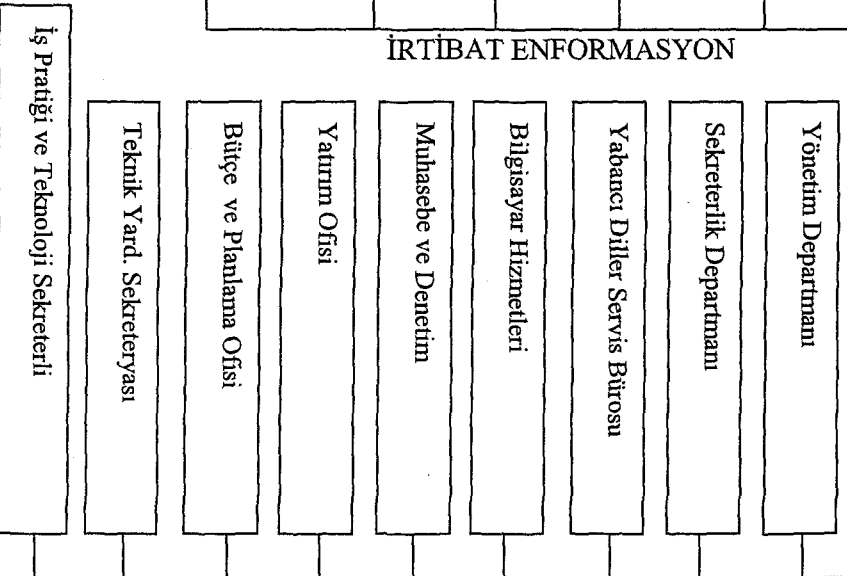 İRTİBAT ENFORMASYON
İş Pratiği ve Teknoloji Sekreterli
Teknik Yard. Sekreteryası
Bütçe ve Planlama Ofisi
Yatırım Ofisi
Muhasebe ve Denetim
Bilgisayar Hizmetleri
Yabancı Diller Servis Bürosu
Sekreterlik Departmanı
Yönetim Departmanı